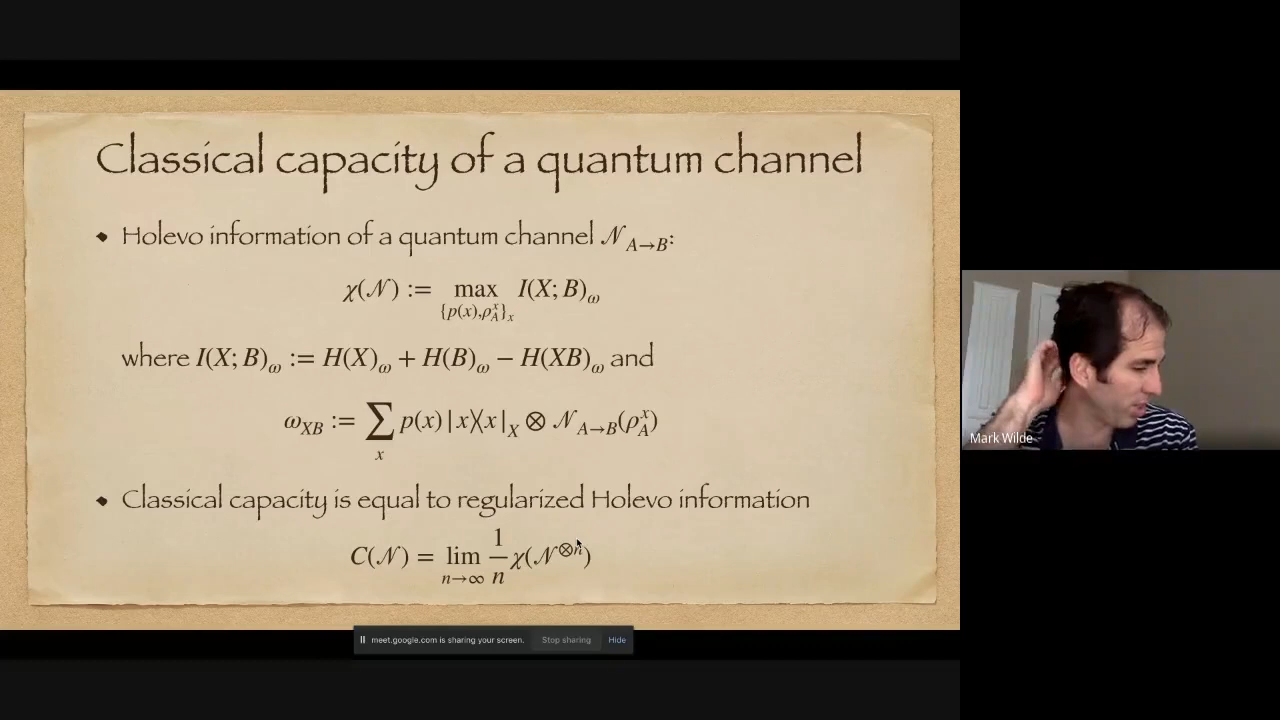 Classical capacity of a quantum channel
• Holevo information of a quantum channel 𝒩_{A→B}:
χ(𝒩) := max_{{p(x),ρ_A^x}_x} I(X; B)_ω
where I(X; B)_ω := H(X)_ω + H(B)_ω − H(XB)_ω and
ω_{XB} := ∑_x p(x) |x⟩⟨x|_X ⊗ 𝒩_{A→B}(ρ_A^x)
• Classical capacity is equal to regularized Holevo information
C(𝒩) = lim_{n→∞} 1/n χ(𝒩^{⊗n})
meet.google.com is sharing your screen. Stop sharing Hide
Mark Wilde